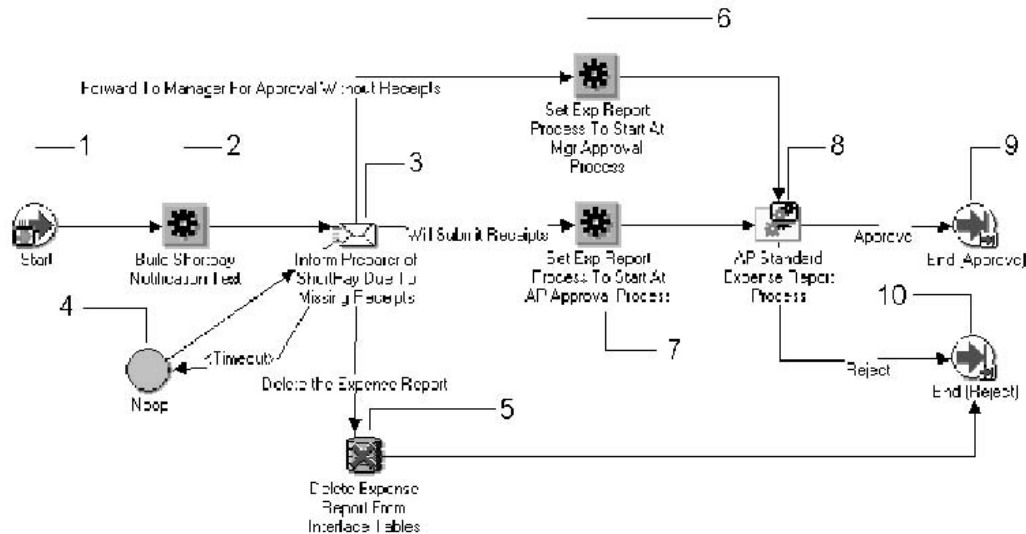 6
Forward To Manager For Approval Without Receipts
Set Exp Report
Process To Start At
Mgr Approval
Process
1
2
3
8
9
Start
Build Shortpay
Notification Text
Inform Preparer of
ShortPay Due To
Missing Receipts
Will Submit Receipts
Set Exp Report
Process To Start At
AP Approval Process
AP Standard
Expense Report
Process
Approve
End (Approve)
4
<Timeout>
Noop
7
10
Reject
End (Reject)
Delete the Expense Report
5
Delete Expense
Report From
Interface Tables